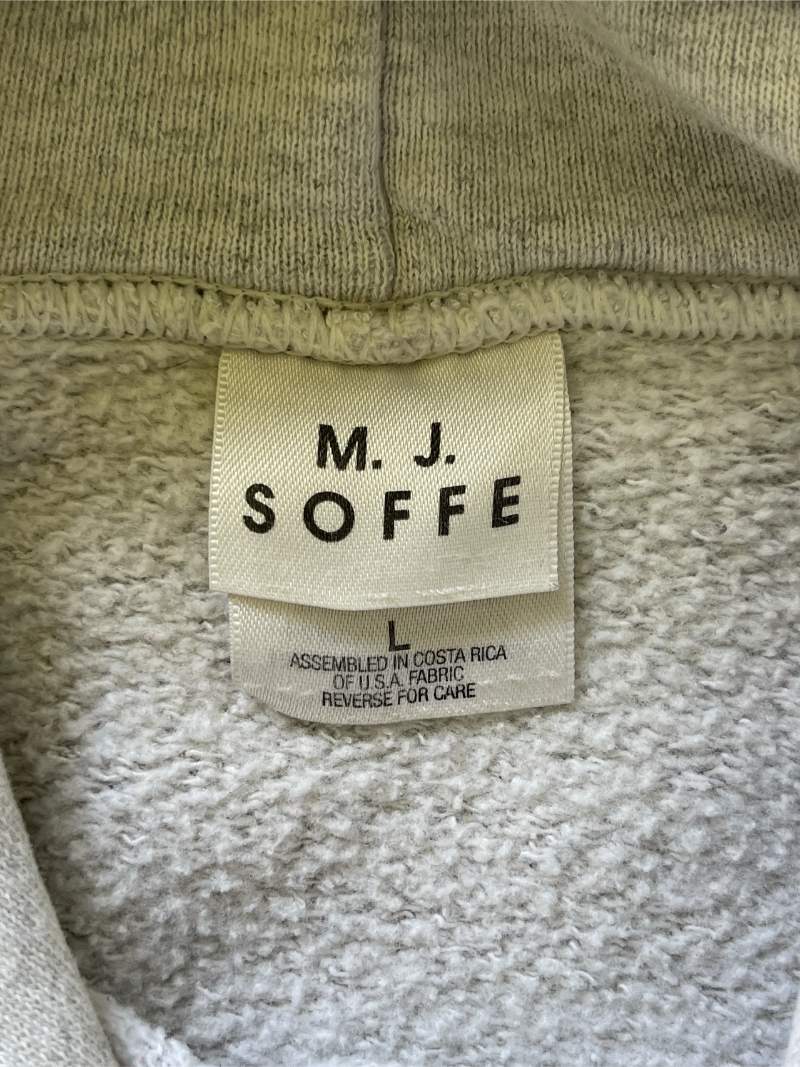 M. J.
SOFFE
L
ASSEMBLED IN COSTA RICA
OF U.S.A. FABRIC
REVERSE FOR CARE